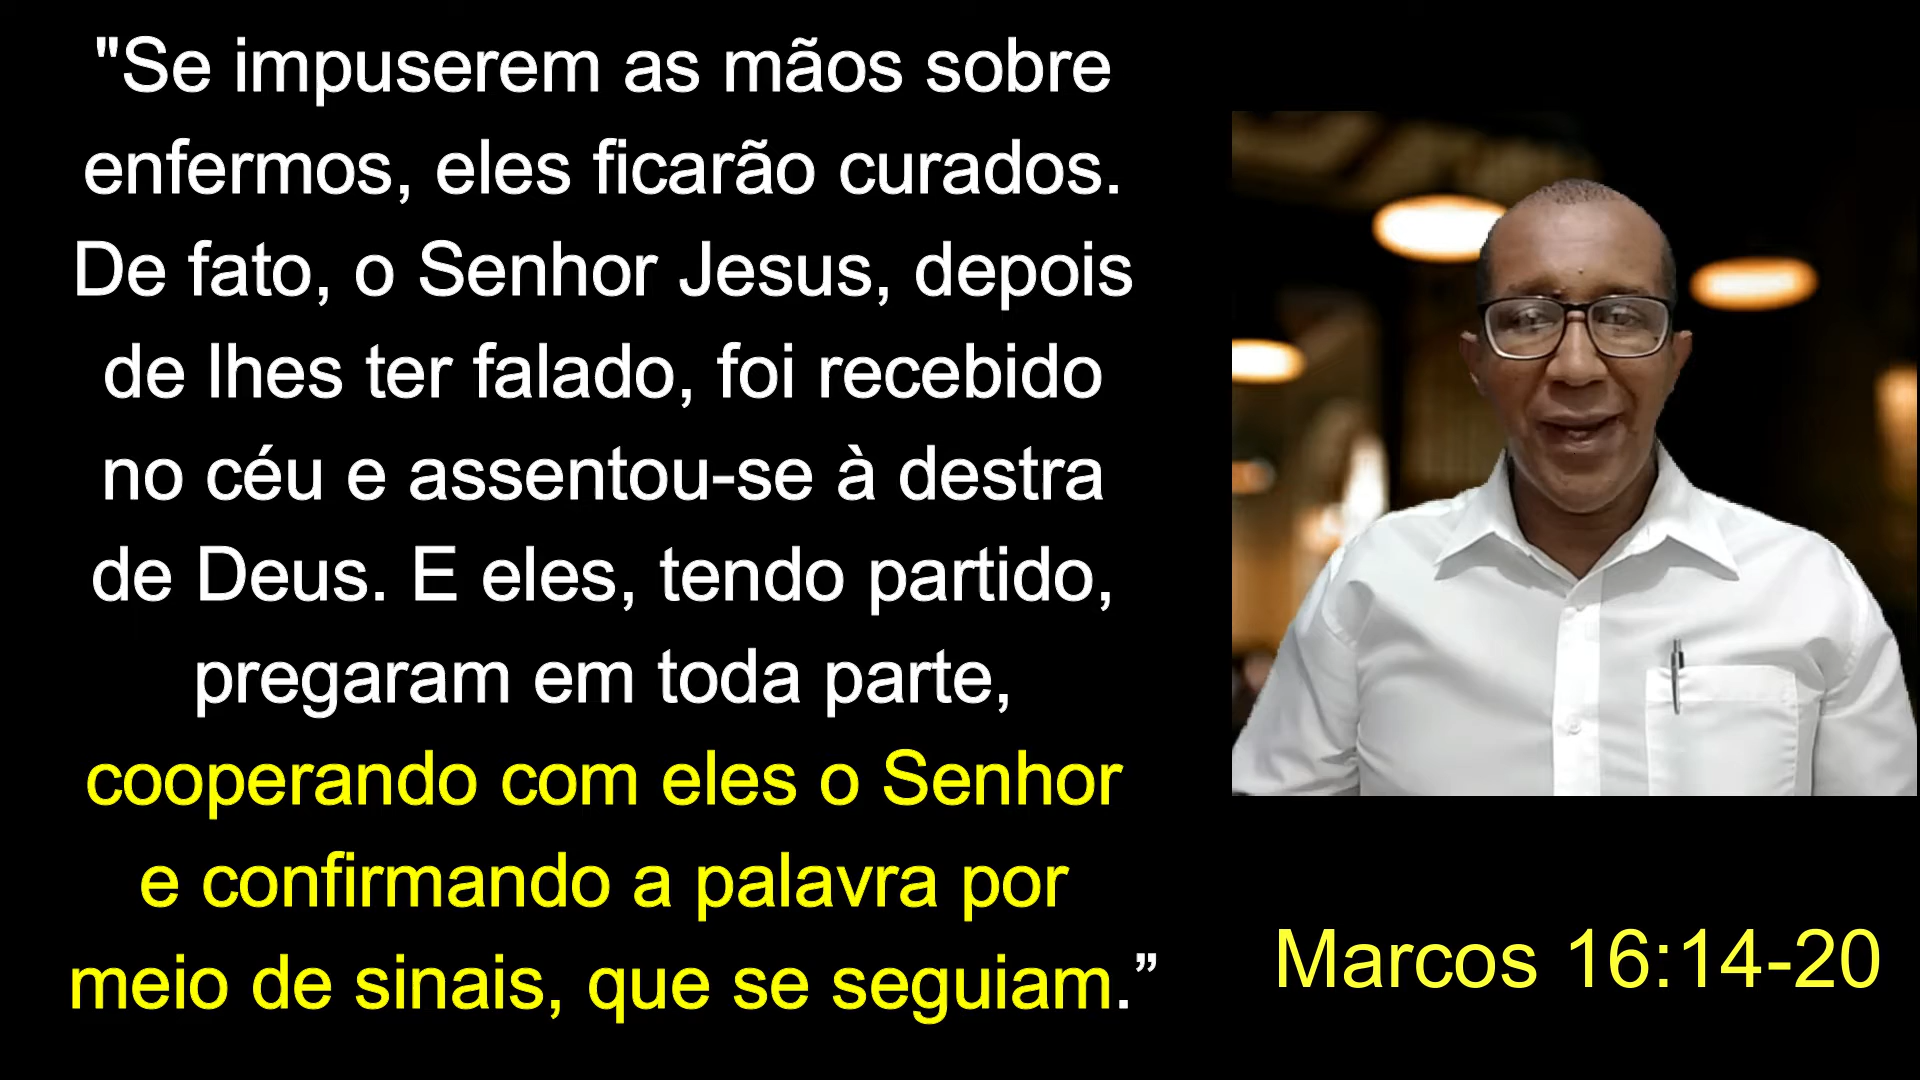 "Se impuserem as mãos sobre
enfermos, eles ficarão curados.
De fato, o Senhor Jesus, depois
de lhes ter falado, foi recebido
no céu e assentou-se à destra
de Deus. E eles, tendo partido,
pregaram em toda parte,
cooperando com eles o Senhor
e confirmando a palavra por
meio de sinais, que se seguiam.”
Marcos 16:14-20